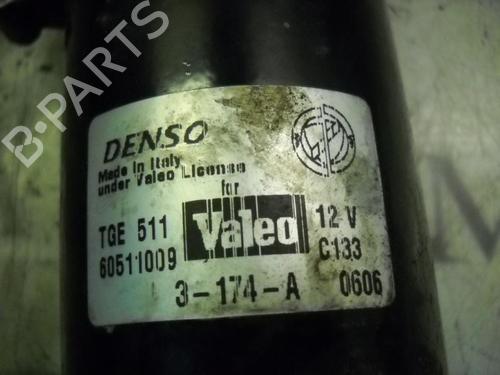 B-PARTS
DENSO
Made in Italy
under Valeo License
for
TGE 511 Valeo 12 V
60511009 C133
3-174-A 0606